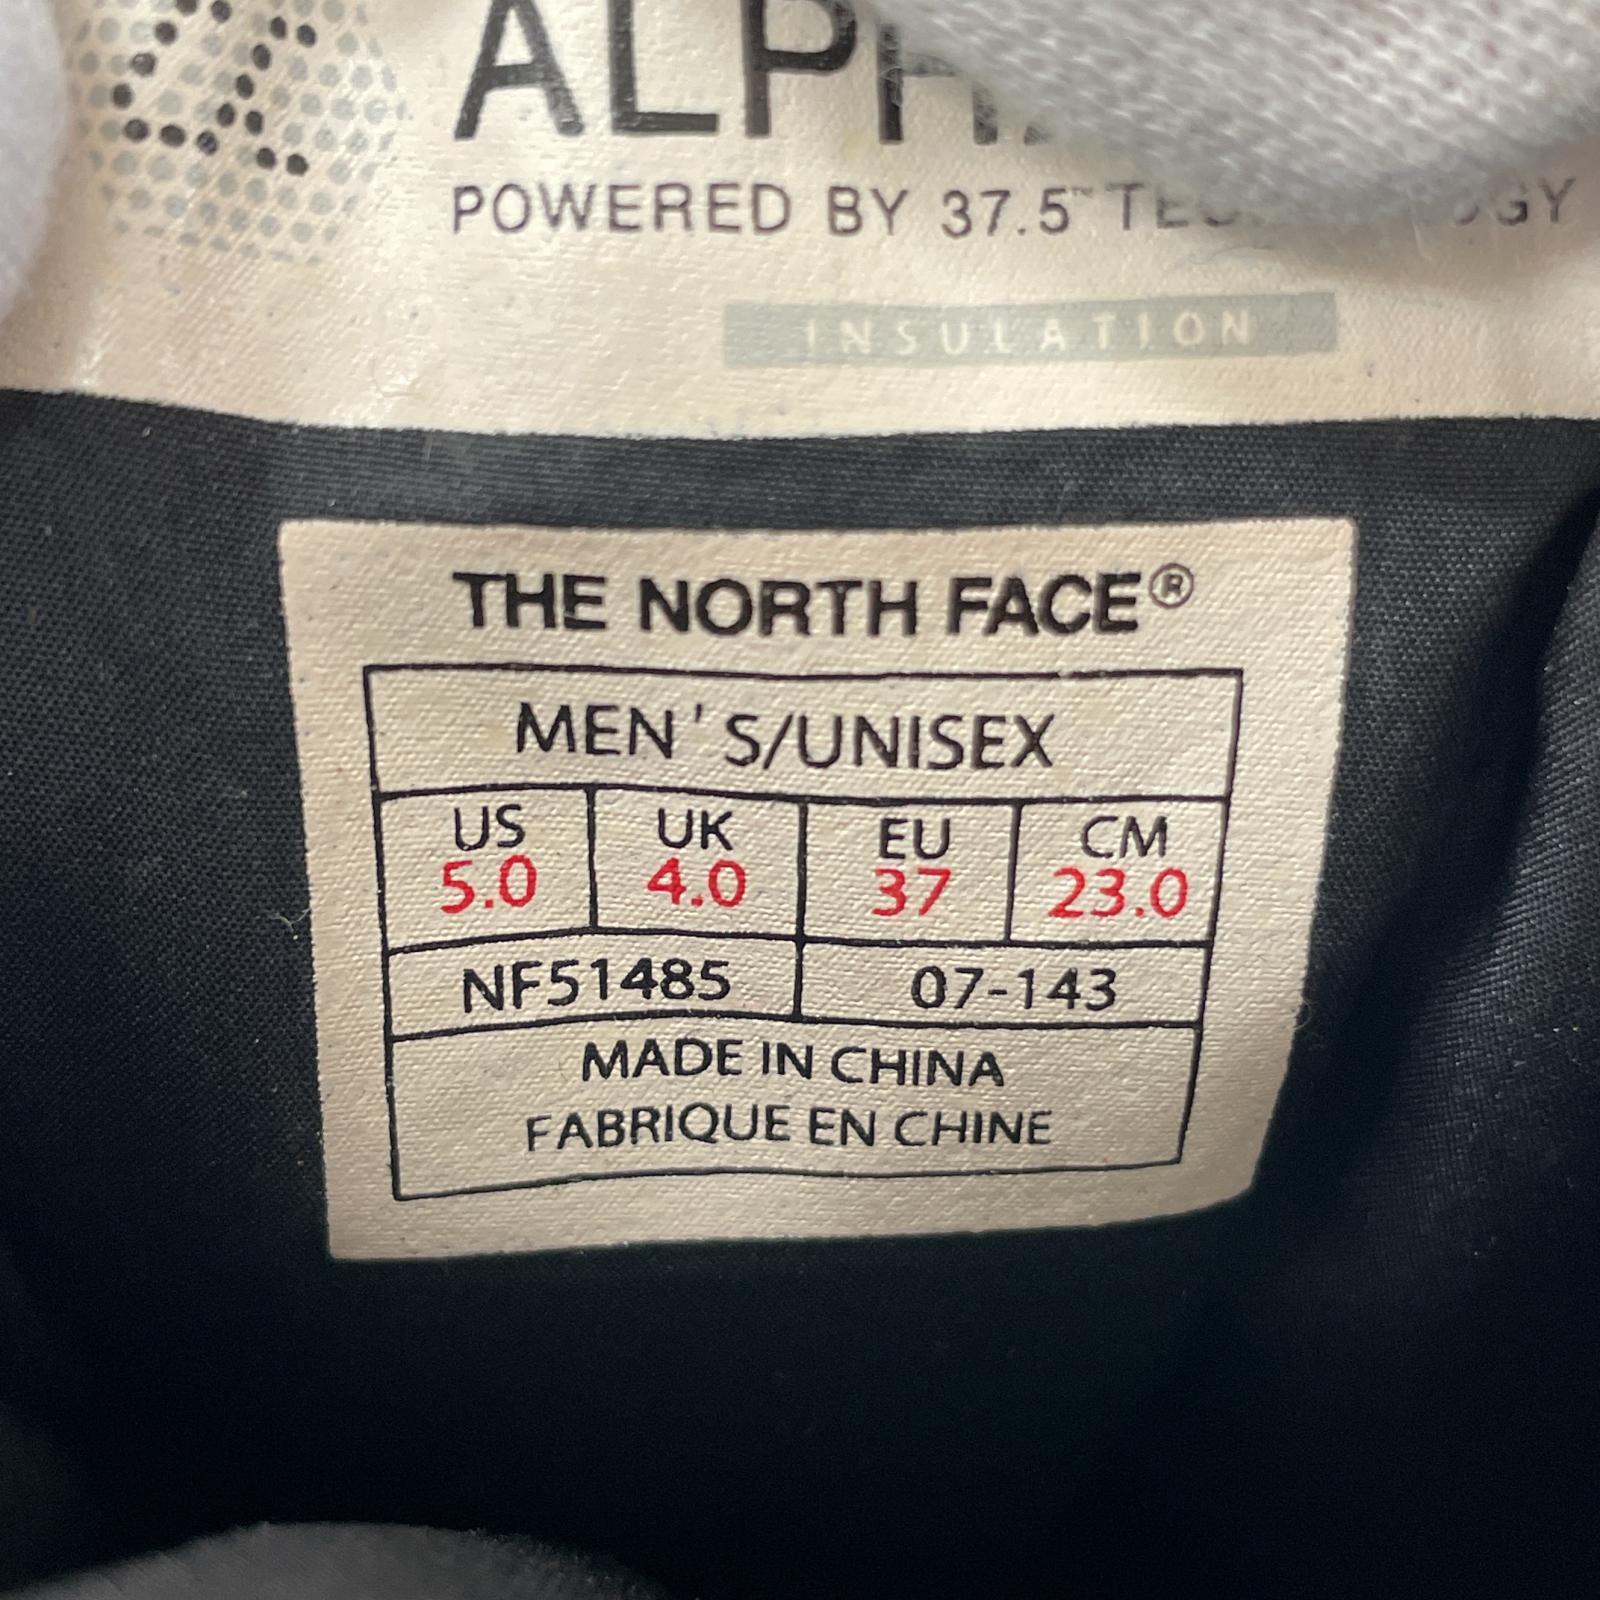 POWERED BY 37.5™
INSULATION
THE NORTH FACE®
MEN'S/UNISEX
US UK EU CM
5.0 4.0 37 23.0
NF51485 07-143
MADE IN CHINA
FABRIQUE EN CHINE